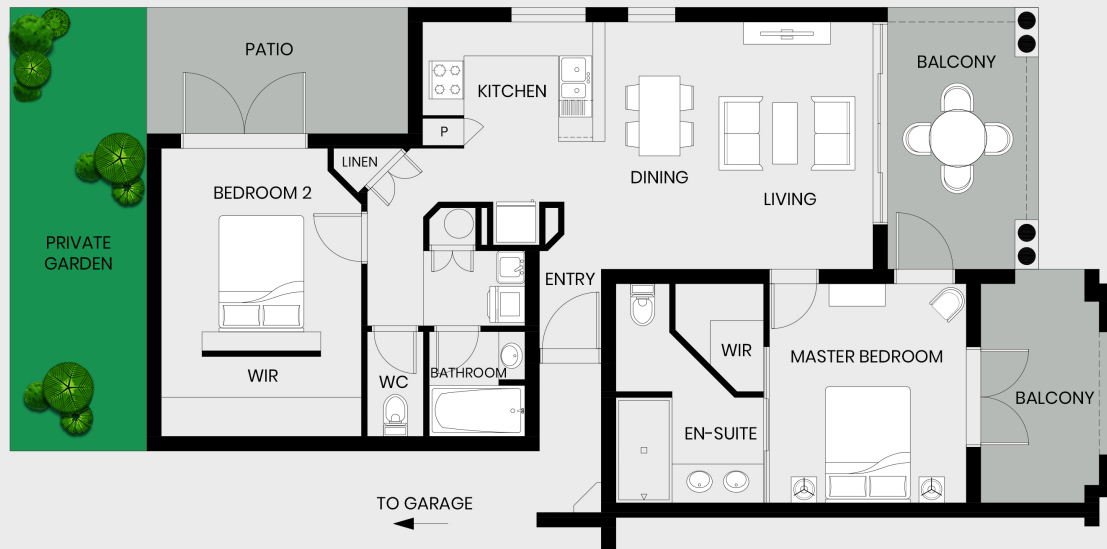 PATIO
BALCONY
KITCHEN
P
LINEN
BEDROOM 2
DINING
LIVING
PRIVATE
GARDEN
ENTRY
WIR
MASTER BEDROOM
WIR
WC
BATHROOM
BALCONY
EN-SUITE
TO GARAGE